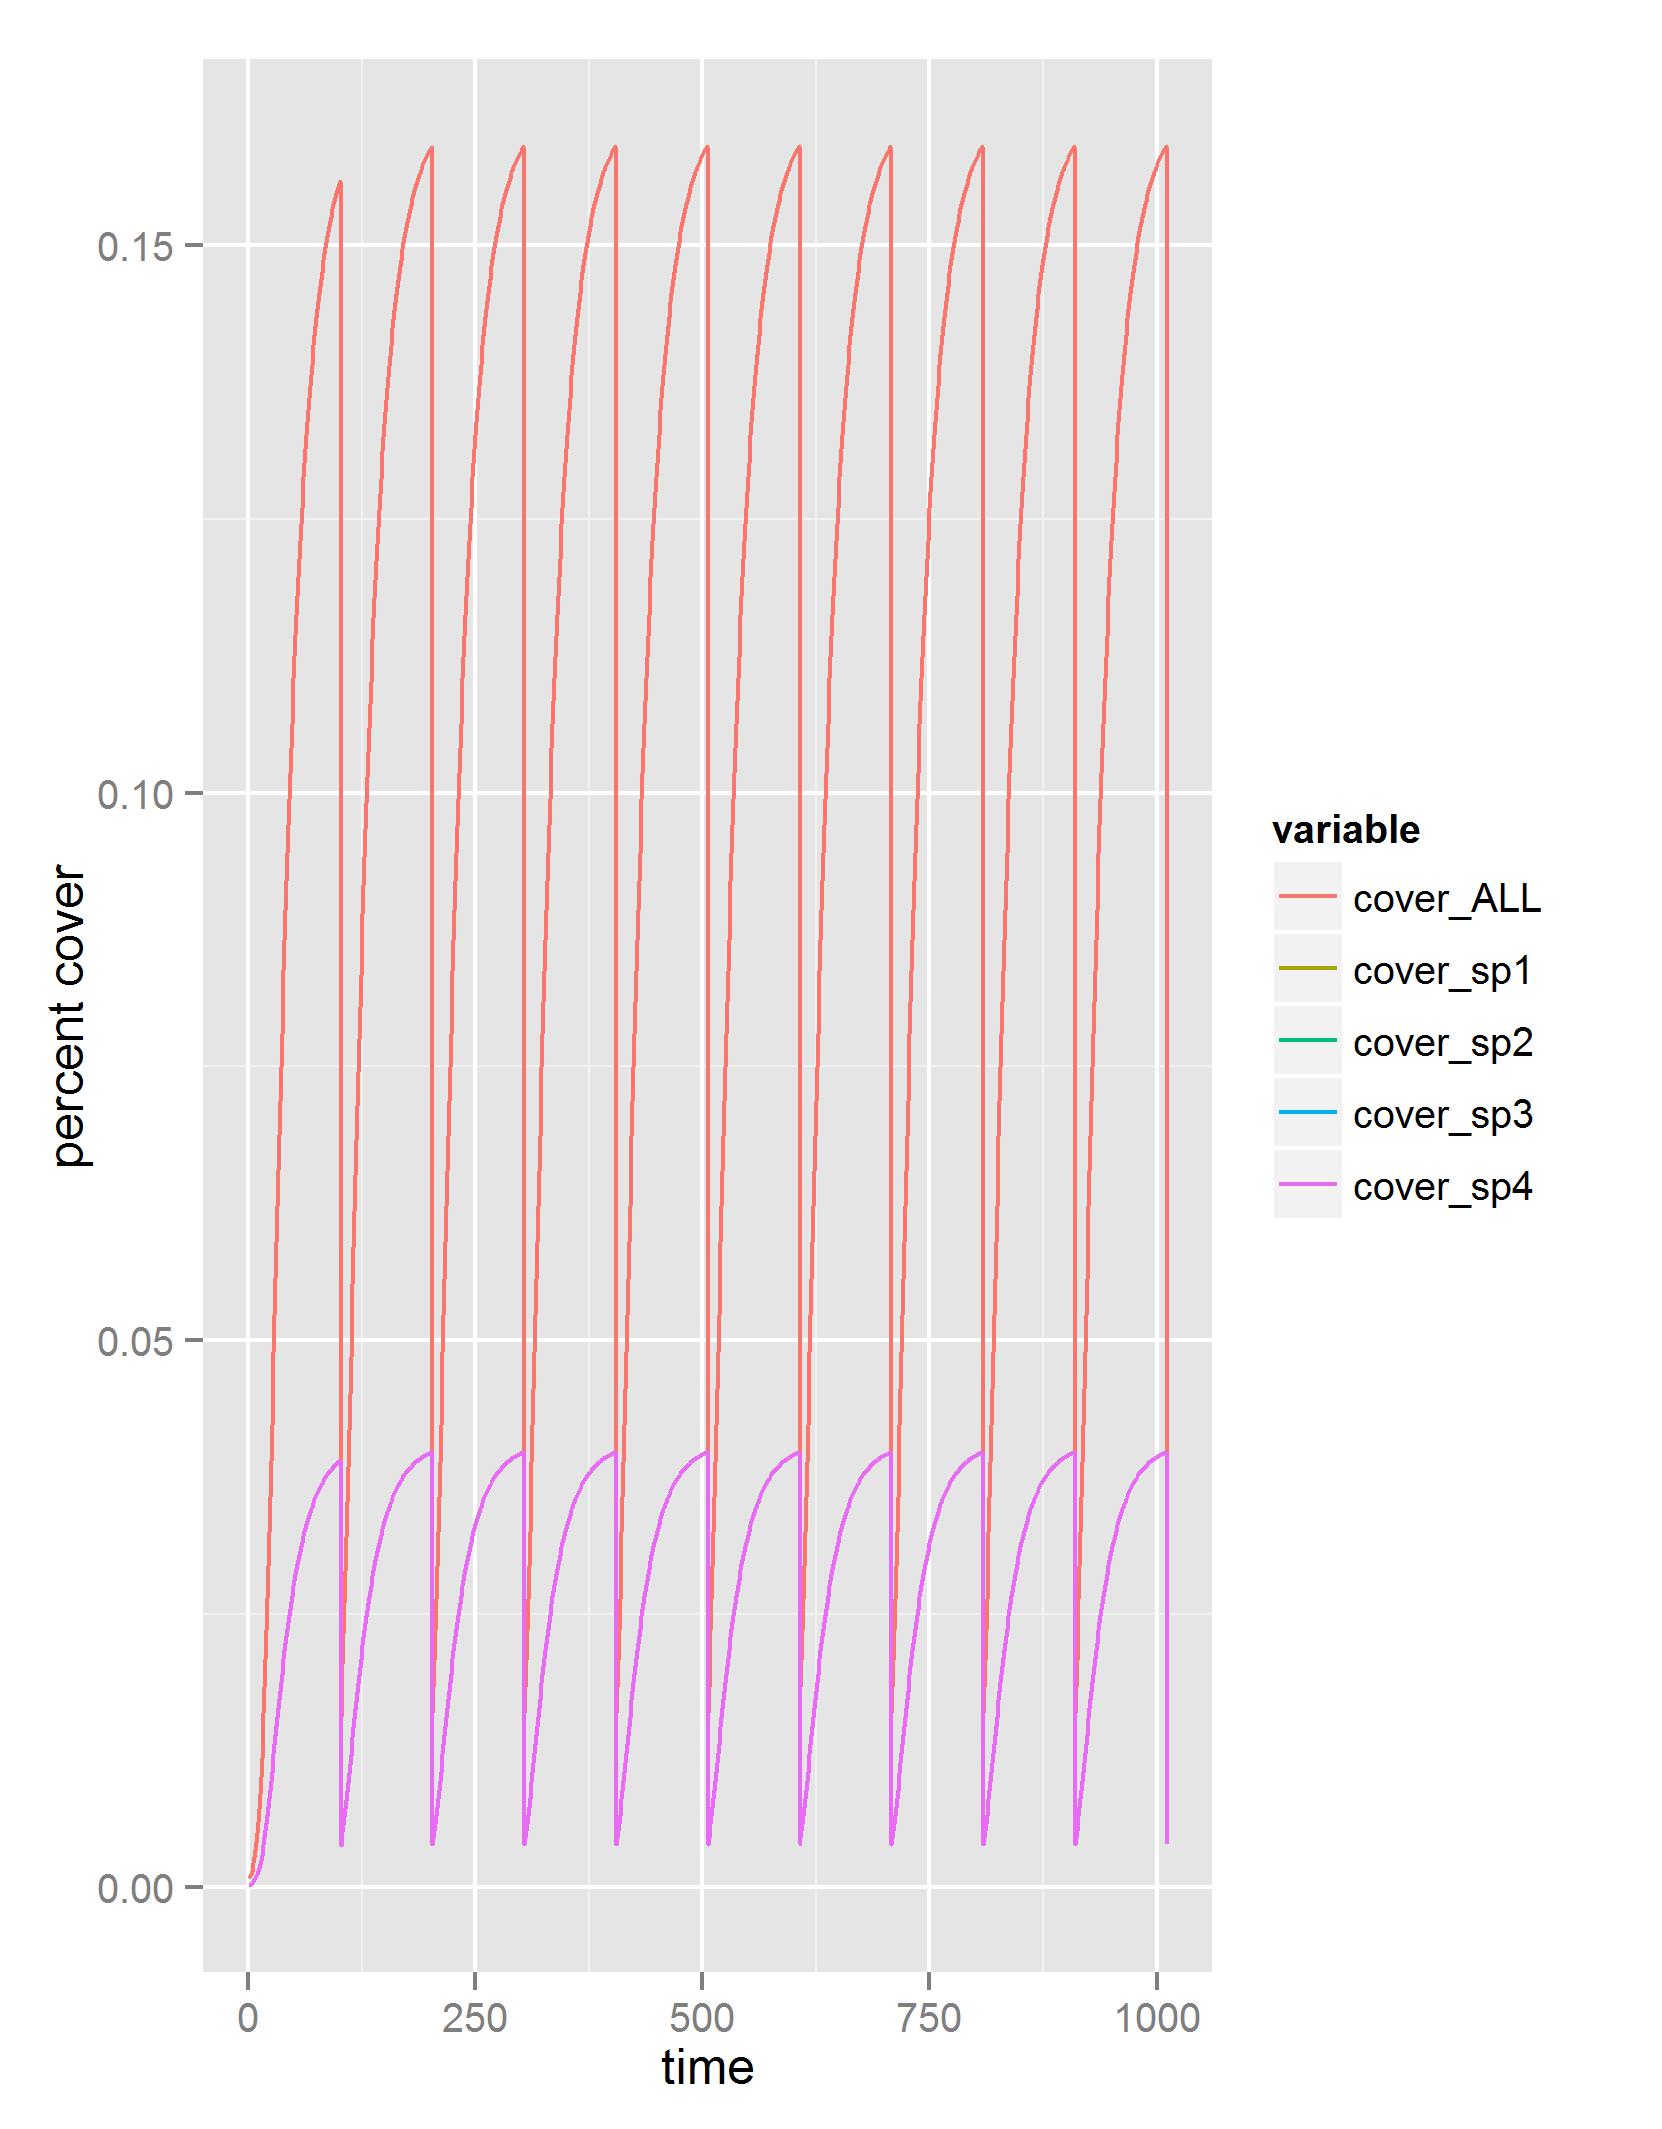 0.15
0.10
0.05
0.00
percent cover
0 250 500 750 1000
time
variable
cover_ALL
cover_sp1
cover_sp2
cover_sp3
cover_sp4